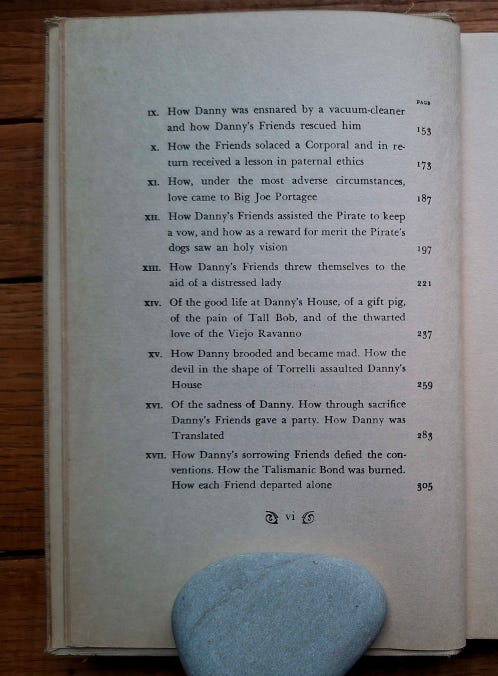 PAGE
IX. How Danny was ensnared by a vacuum-cleaner
and how Danny's Friends rescued him 153
X. How the Friends solaced a Corporal and in re-
turn received a lesson in paternal ethics 173
XI. How, under the most adverse circumstances,
love came to Big Joe Portagee 187
XII. How Danny's Friends assisted the Pirate to keep
a vow, and how as a reward for merit the Pirate's
dogs saw an holy vision 197
XIII. How Danny's Friends threw themselves to the
aid of a distressed lady 221
XIV. Of the good life at Danny's House, of a gift pig,
of the pain of Tall Bob, and of the thwarted
love of the Viejo Ravanno 237
XV. How Danny brooded and became mad. How the
devil in the shape of Torrelli assaulted Danny's
House 259
XVI. Of the sadness of Danny. How through sacrifice
Danny's Friends gave a party. How Danny was
Translated 283
XVII. How Danny's sorrowing Friends defied the con-
ventions. How the Talismanic Bond was burned.
How each Friend departed alone 305
vi